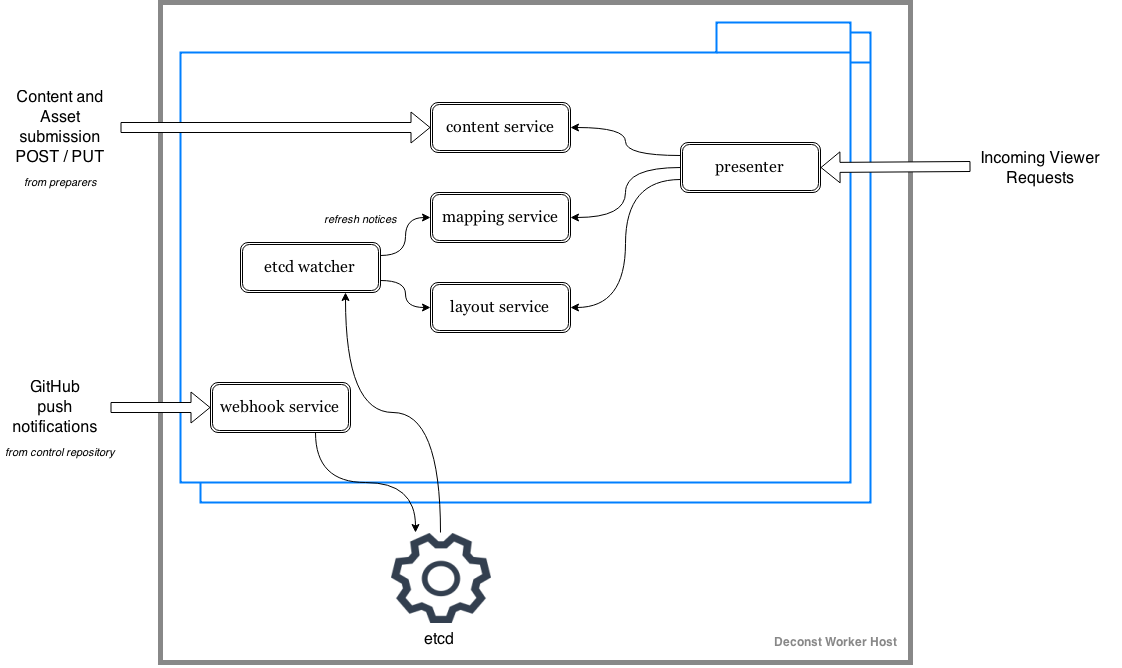 Content and
Asset
submission
POST / PUT
from preparers
content service
presenter
Incoming Viewer
Requests
refresh notices
mapping service
etcd watcher
layout service
GitHub
push
notifications
from control repository
webhook service
etcd
Deconst Worker Host